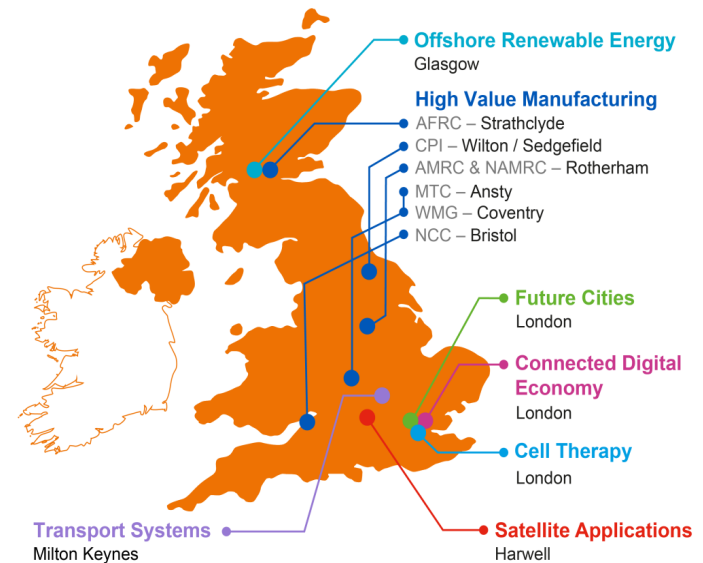 Offshore Renewable Energy
Glasgow
High Value Manufacturing
AFRC – Strathclyde
CPI – Wilton / Sedgefield
AMRC & NAMRC – Rotherham
MTC – Ansty
WMG – Coventry
NCC – Bristol
Future Cities
London
Connected Digital
Economy
London
Cell Therapy
London
Transport Systems
Milton Keynes
Satellite Applications
Harwell